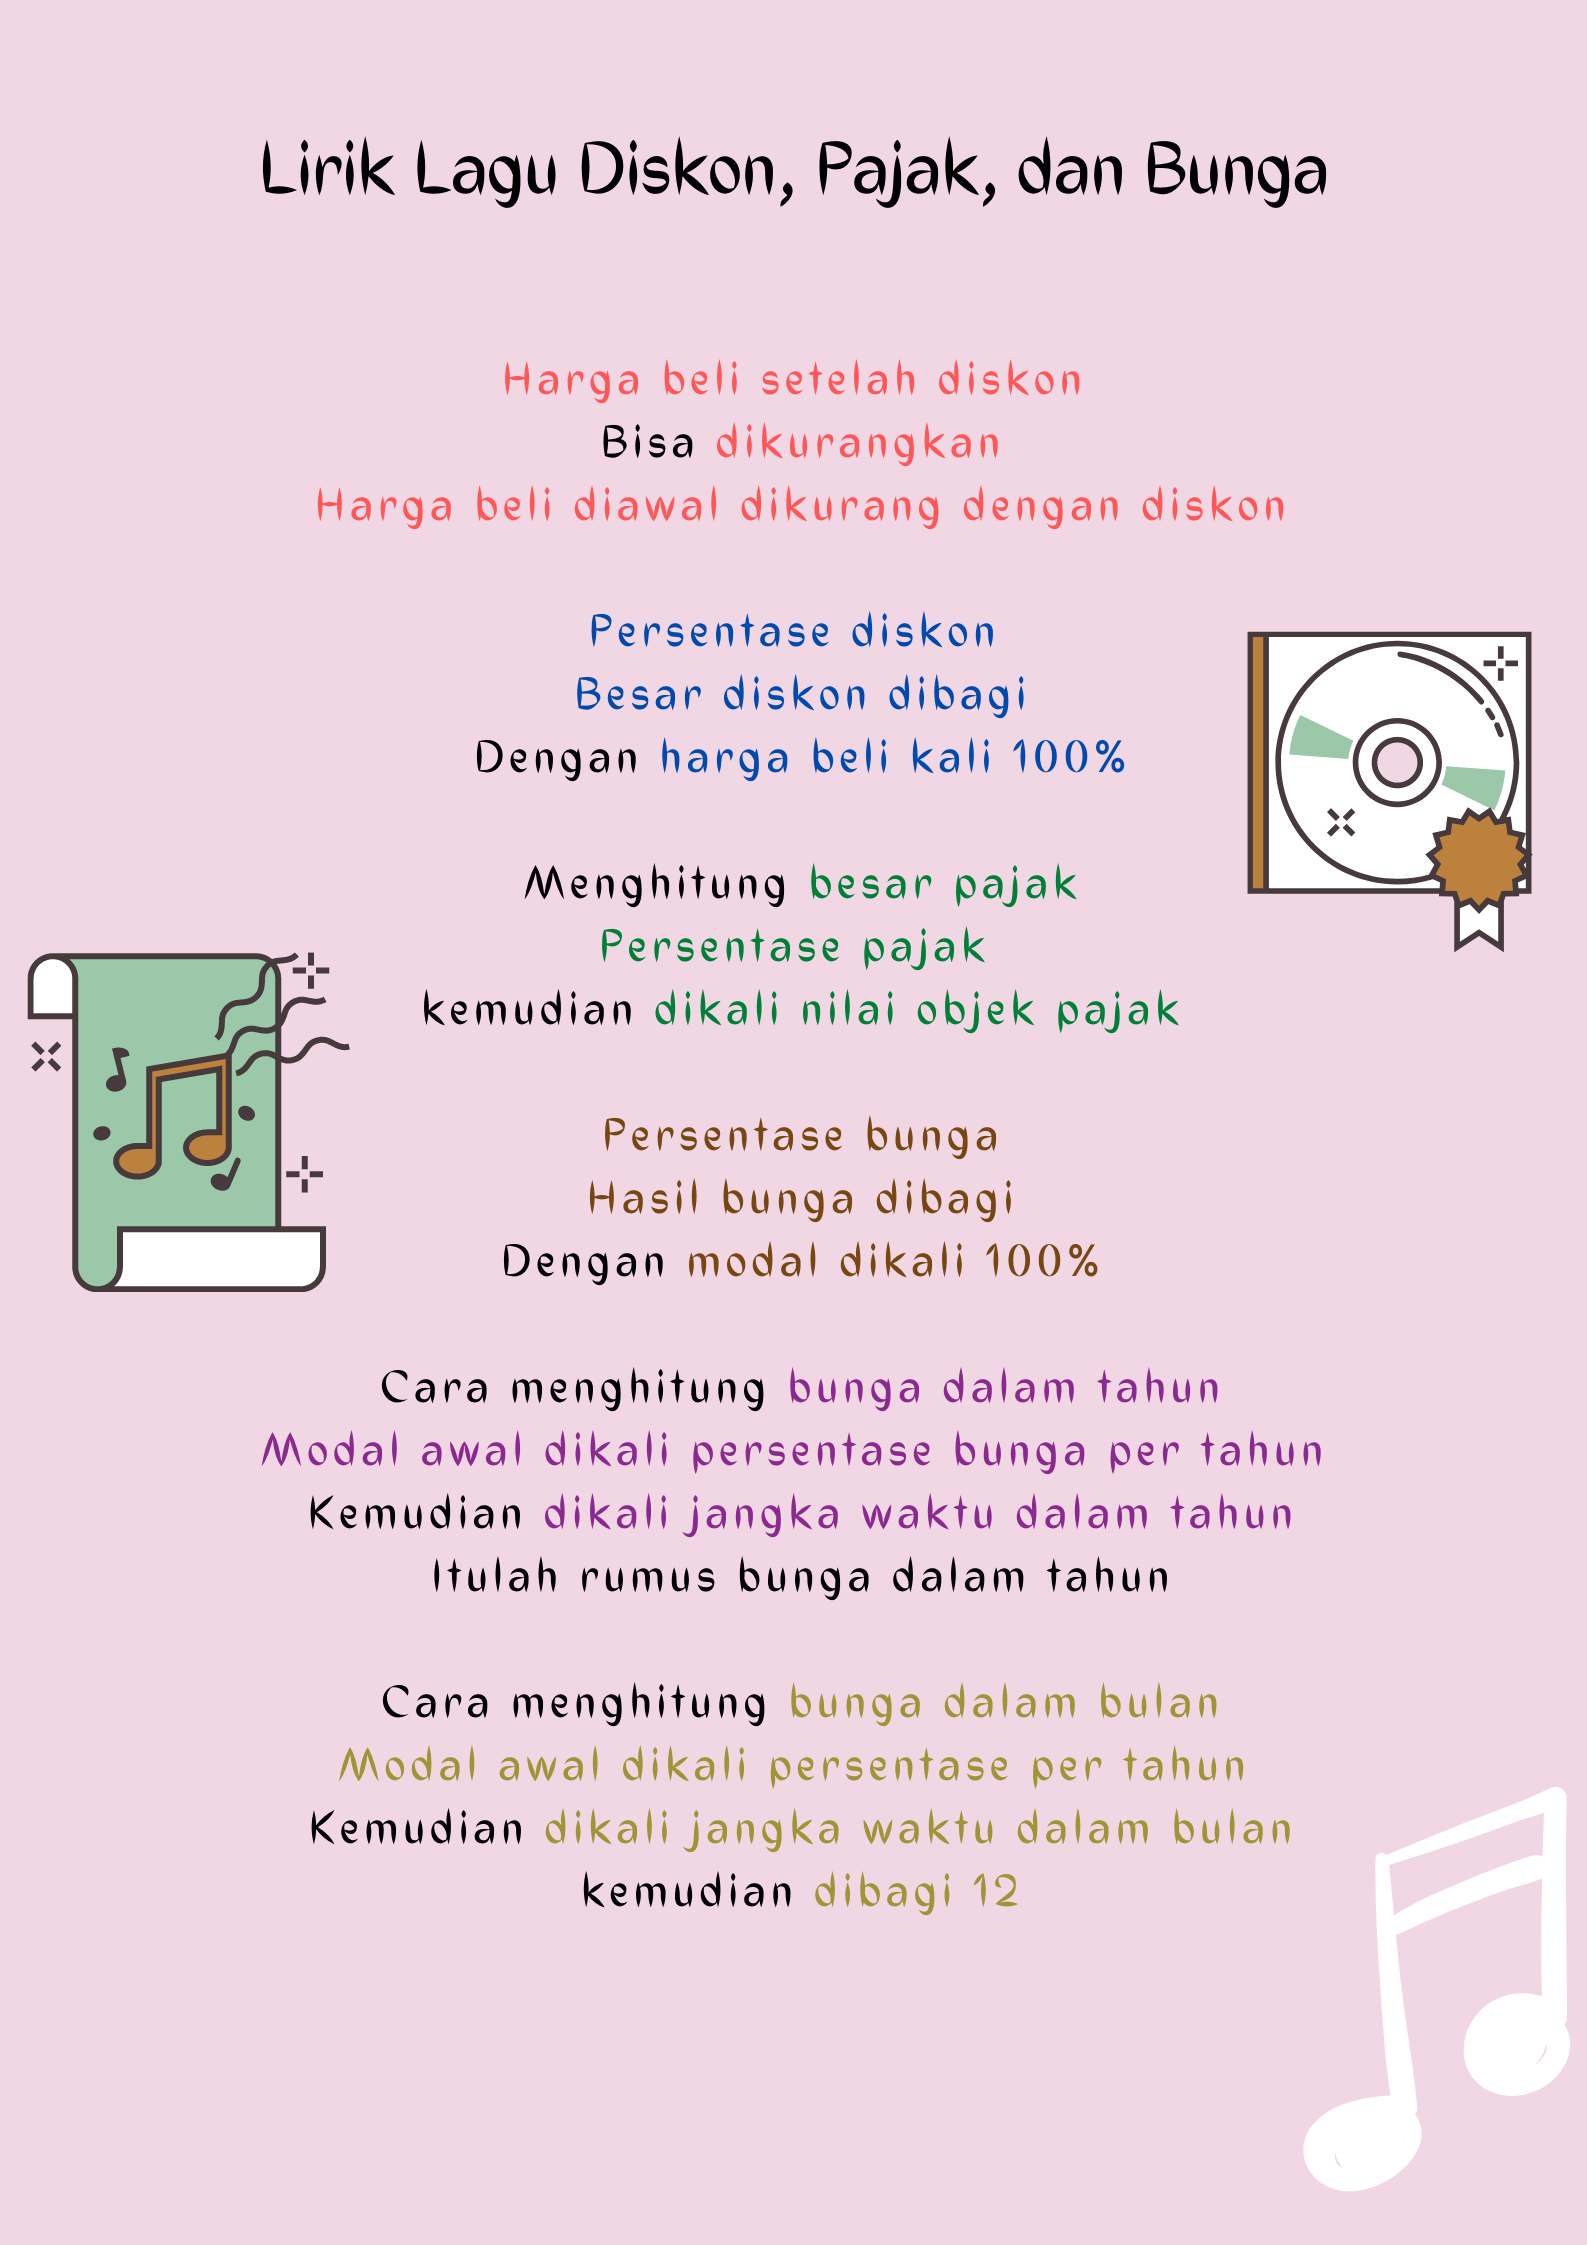 Lirik Lagu Diskon, Pajak, dan Bunga
Harga beli setelah diskon
Bisa dikurangkan
Harga beli diawal dikurang dengan diskon
Persentase diskon
Besar diskon dibagi
Dengan harga beli kali 100%
Menghitung besar pajak
Persentase pajak
kemudian dikali nilai objek pajak
Persentase bunga
Hasil bunga dibagi
Dengan modal dikali 100%
Cara menghitung bunga dalam tahun
Modal awal dikali persentase bunga per tahun
Kemudian dikali jangka waktu dalam tahun
Itulah rumus bunga dalam tahun
Cara menghitung bunga dalam bulan
Modal awal dikali persentase per tahun
Kemudian dikali jangka waktu dalam bulan
kemudian dibagi 12